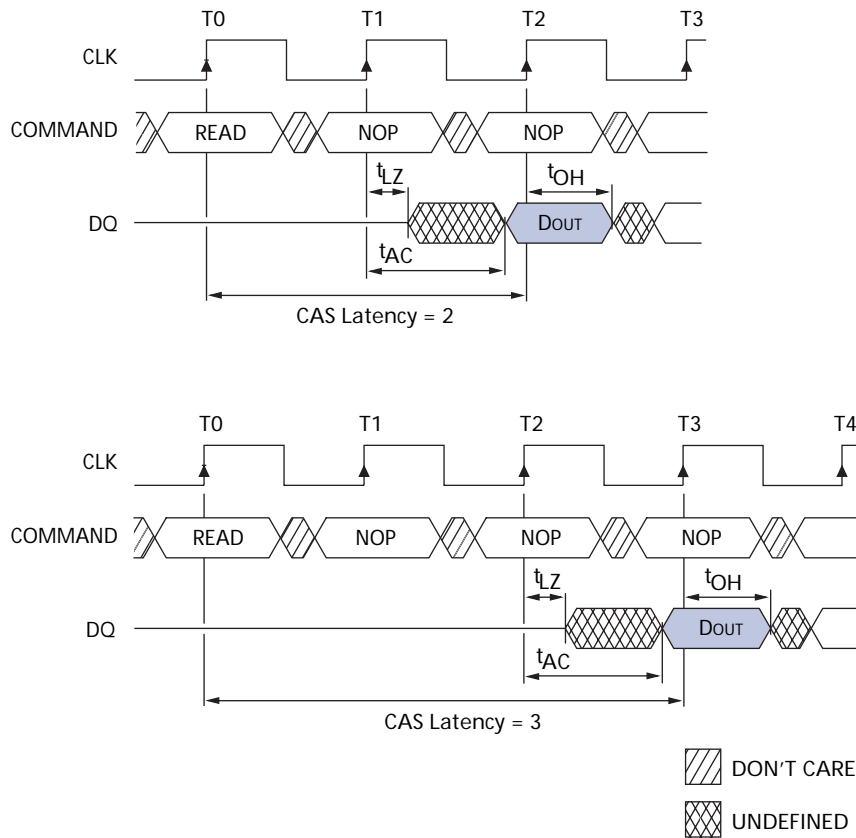 T0 T1 T2 T3
CLK
COMMAND READ NOP NOP
tLZ tOH
DQ DOUT
tAC
CAS Latency = 2
T0 T1 T2 T3 T4
CLK
COMMAND READ NOP NOP NOP
tLZ tOH
DQ DOUT
tAC
CAS Latency = 3
DON'T CARE
UNDEFINED